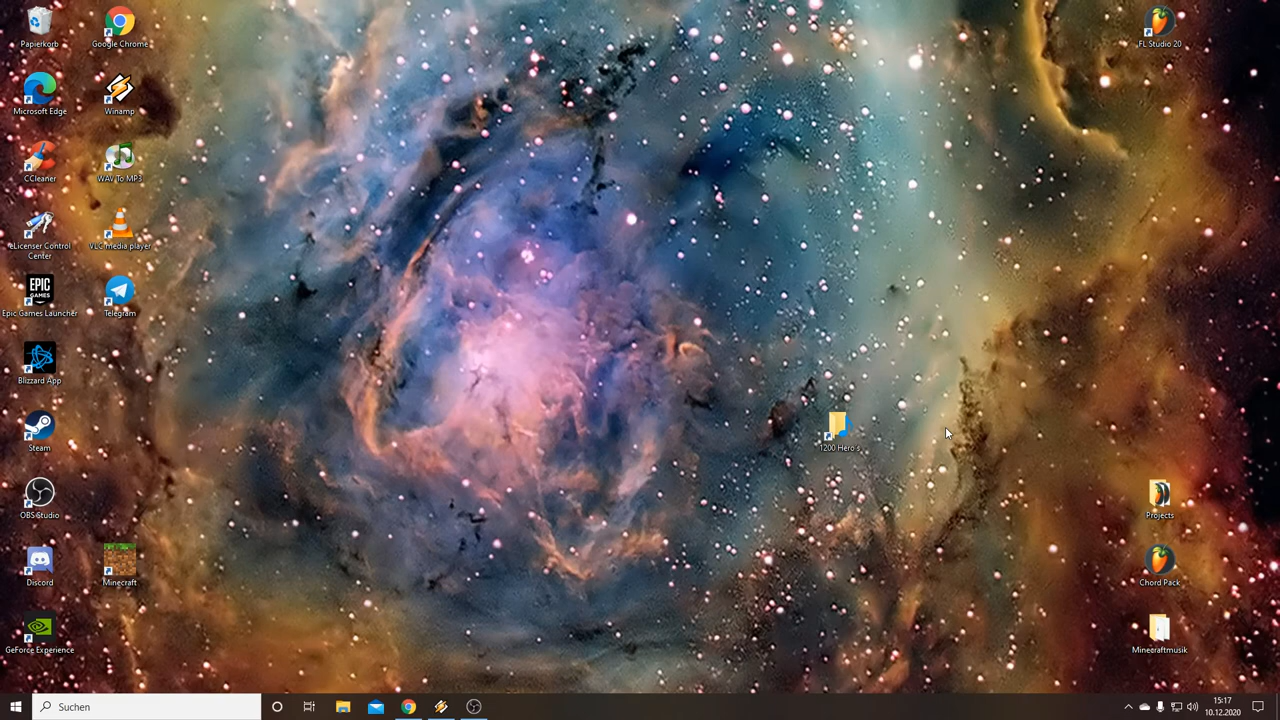 Papierkorb
Google Chrome
FL Studio 20
Microsoft Edge
Winamp
CCleaner
WAV To MP3
eLicenser Control
Center
VLC media player
EPIC
GAMES
Epic Games Launcher
Telegram
Blizzard App
Steam
1200 Hero's
OBS Studio
Projects
Discord
Minecraft
Chord Pack
GeForce Experience
Minecraftmusik
Suchen
15:17
10.12.2020